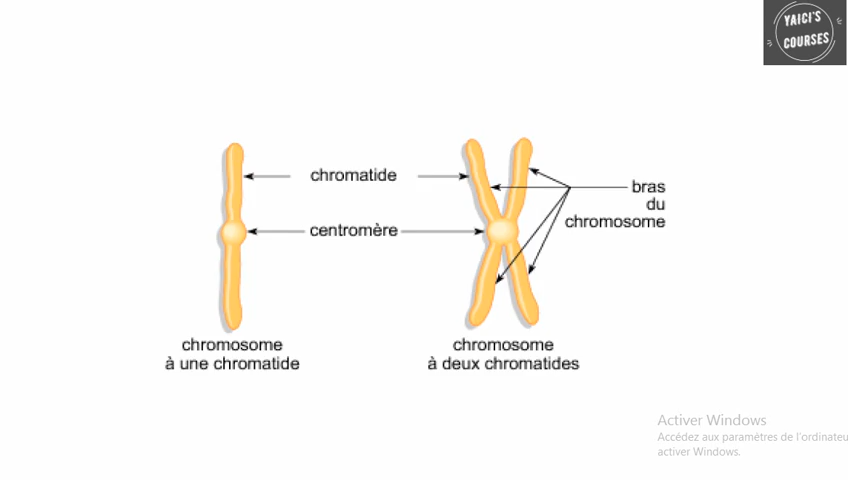 YAICI'S
COURSES
chromatide
centromère
bras
du
chromosome
chromosome
à une chromatide
chromosome
à deux chromatides
Activer Windows
Accédez aux paramètres de l'ordinateu
activer Windows.